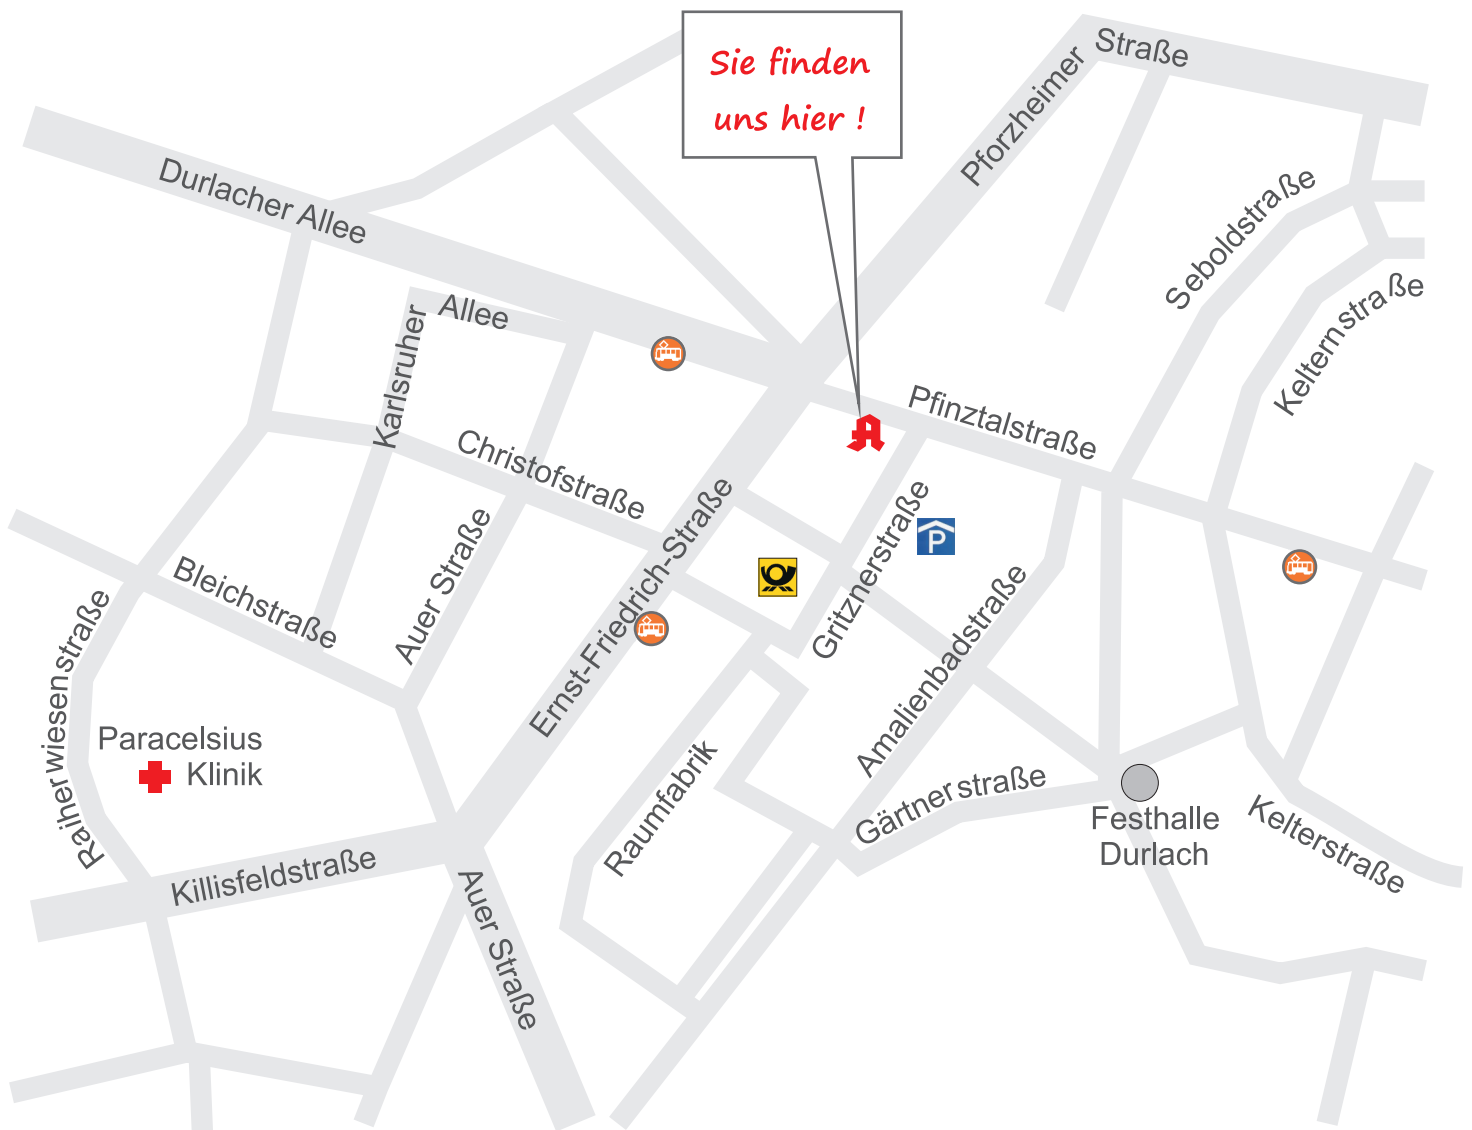 Sie finden
uns hier !
Pforzheimer
Straße
Durlacher Allee
Seboldstraße
Kelternstraße
Karlsruher
Allee
Pfinztalstraße
Christofstraße
Ernst-Friedrich-Straße
Gritznerstraße
P
Bleichstraße
Auer Straße
Amalienbadstraße
Raiherwiesenstraße
Paracelsius
Klinik
Raumfabrik
Gärtnerstraße
Festhalle
Durlach
Kelterstraße
Killisfeldstraße
Auer Straße